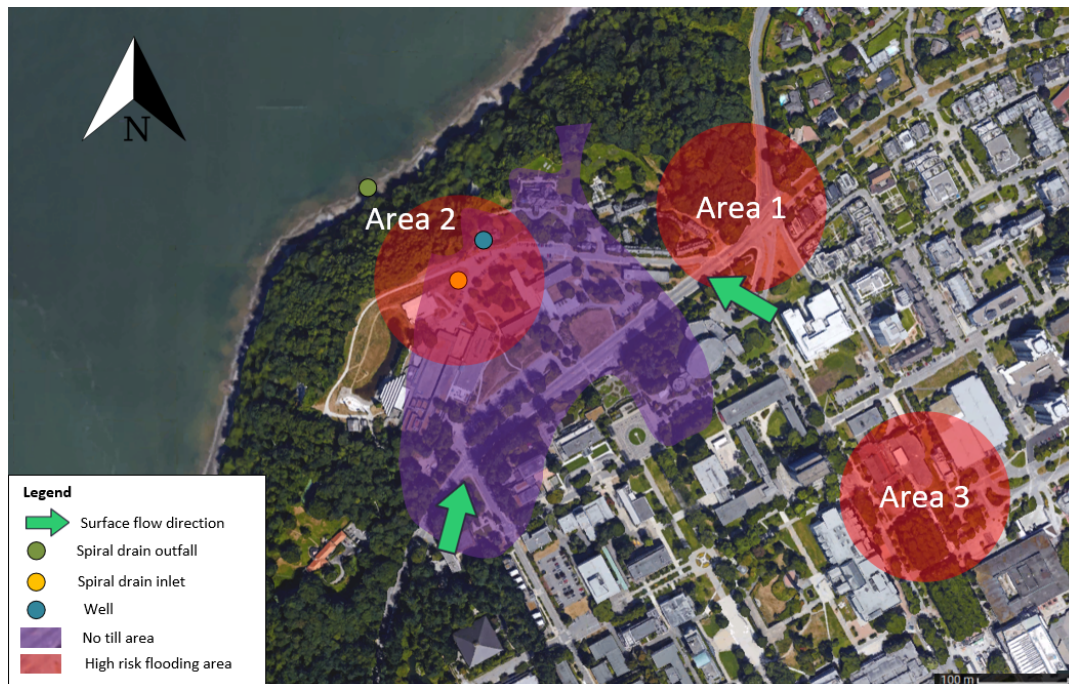 N
Area 1
Area 2
Area 3
Legend
Surface flow direction
Spiral drain outfall
Spiral drain inlet
Well
No till area
High risk flooding area
100 m